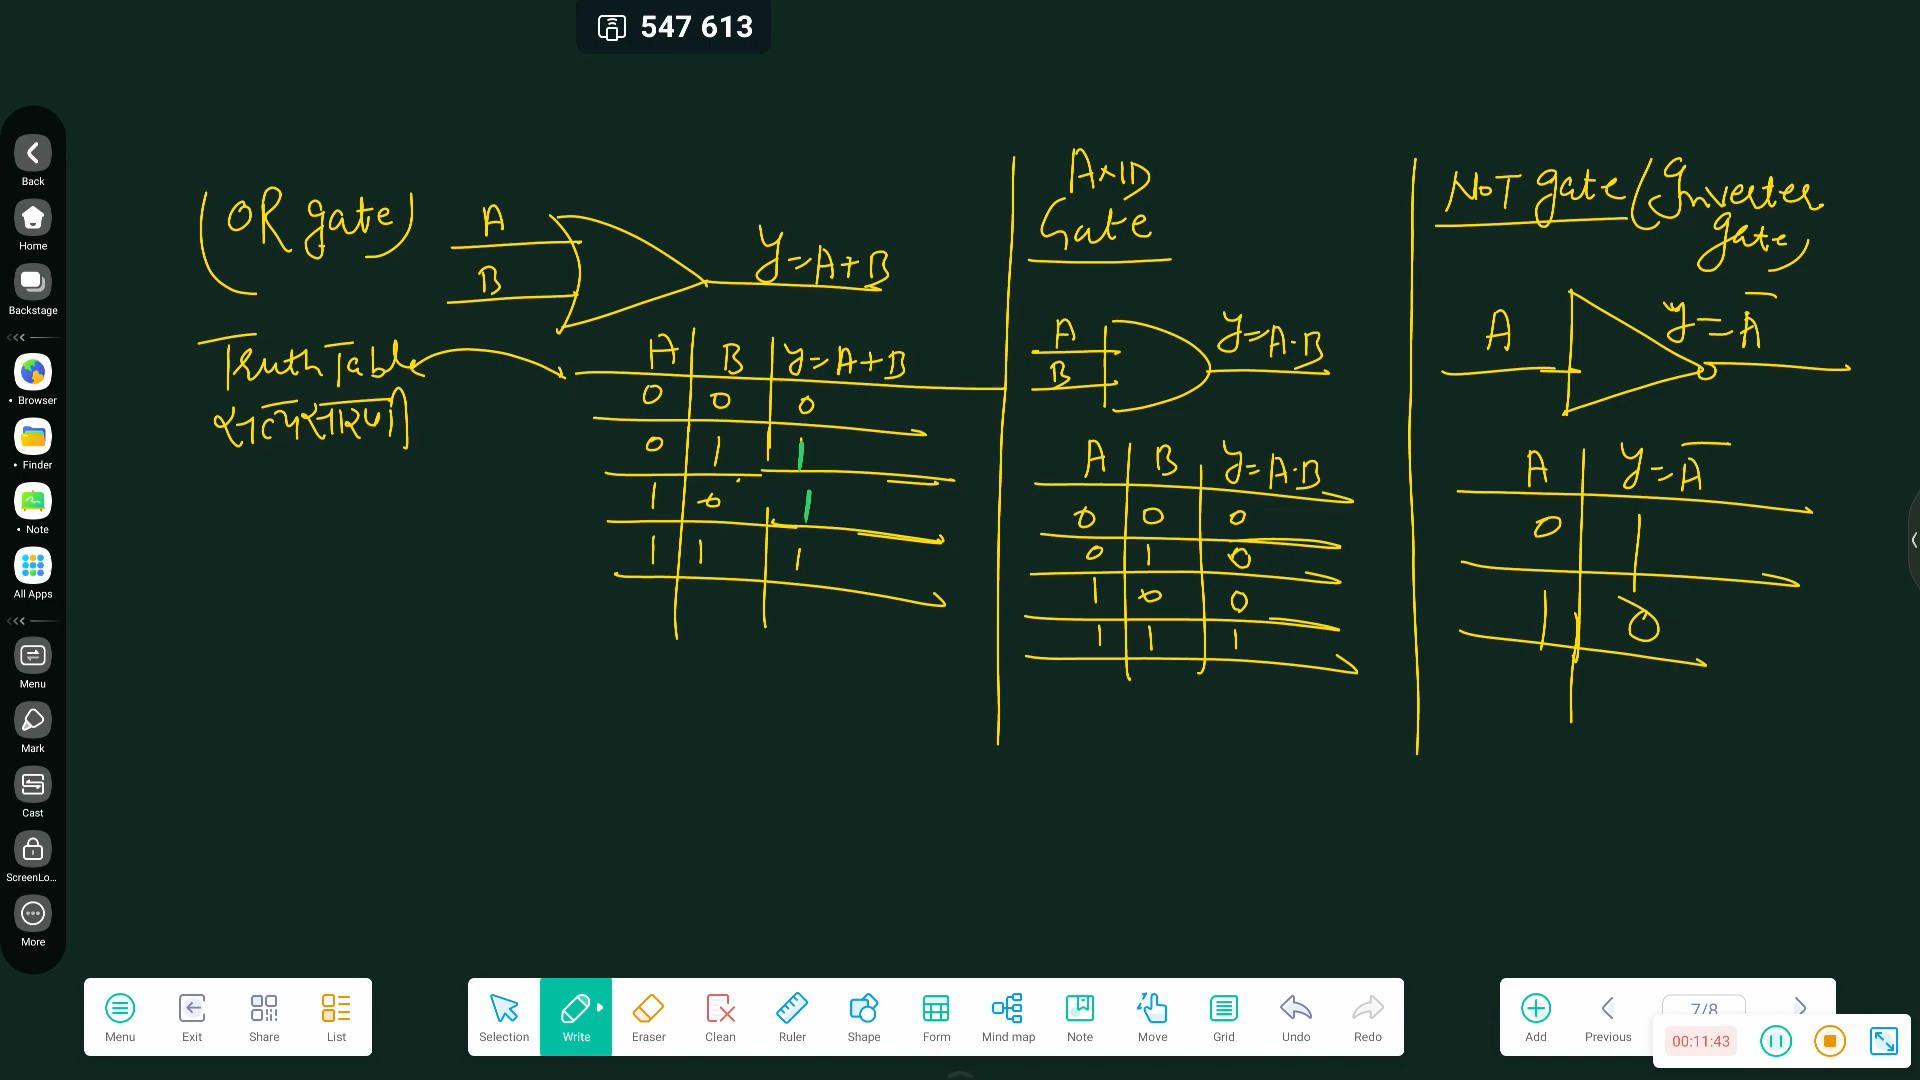 547 613
Back
Home
Backstage
• Browser
• Finder
• Note
All Apps
Menu
Mark
Cast
ScreenLo...
More
(OR gate)
A
B
Y=A+B
Truth Table
सत्यसारणी
A B Y=A+B
0 0 0
0 1 1
1 0 1
1 1 1
AND
Gate
A
B
Y=A·B
A B Y=A·B
0 0 0
0 1 0
1 0 0
1 1 1
NOT gate (Inverter
gate)
A
Y=A̅
A Y=A̅
0 1
1 0
Menu Exit Share List
Selection Write Eraser Clean Ruler Shape Form Mind map Note Move Grid Undo Redo
Add Previous 7/8
00:11:43